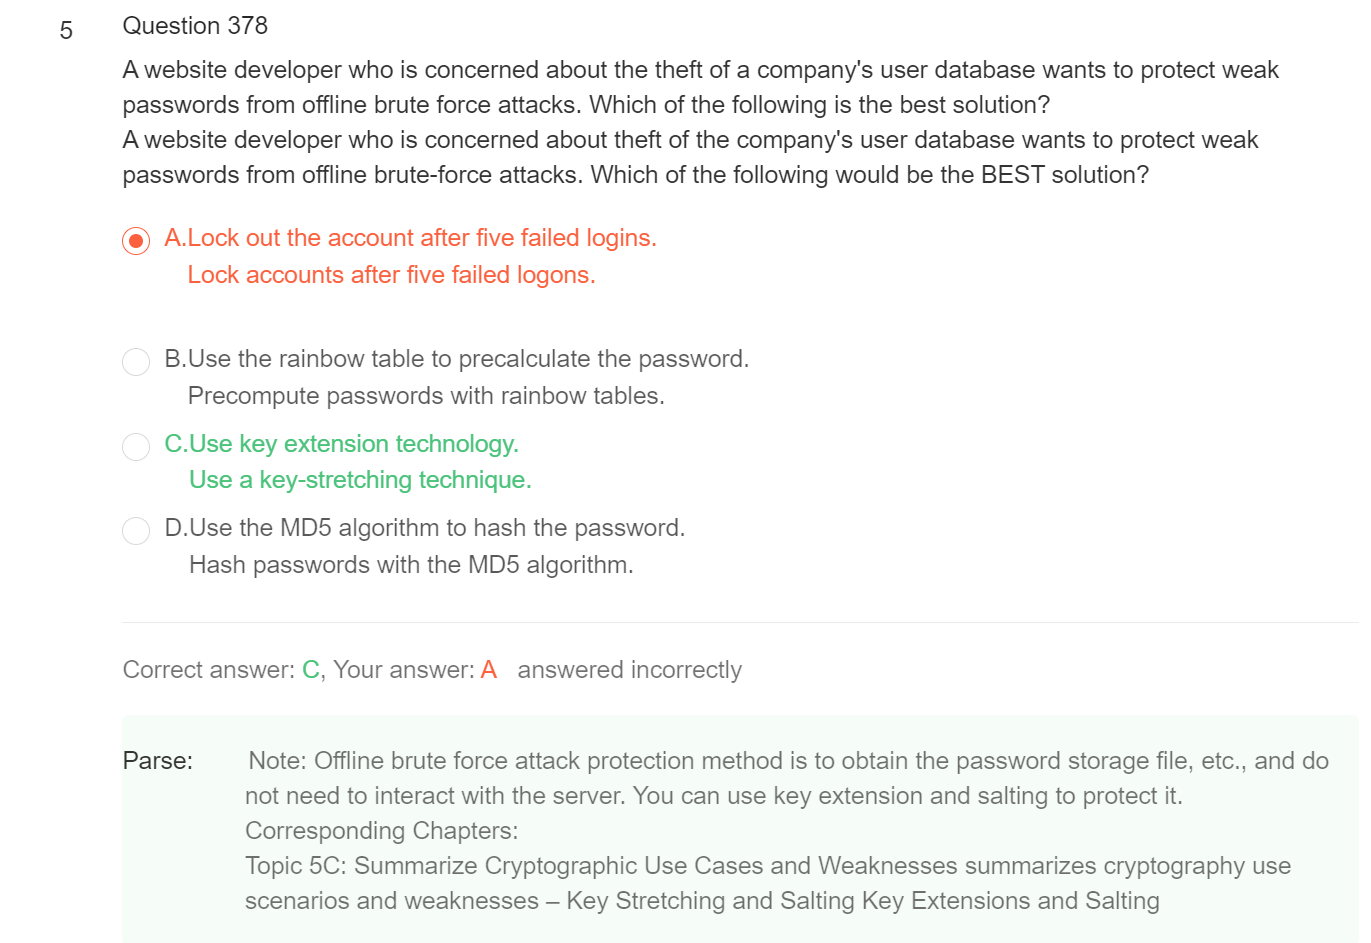 5
Question 378
A website developer who is concerned about the theft of a company's user database wants to protect weak
passwords from offline brute force attacks. Which of the following is the best solution?
A website developer who is concerned about theft of the company's user database wants to protect weak
passwords from offline brute-force attacks. Which of the following would be the BEST solution?
A.Lock out the account after five failed logins.
Lock accounts after five failed logons.
B.Use the rainbow table to precalculate the password.
Precompute passwords with rainbow tables.
C.Use key extension technology.
Use a key-stretching technique.
D.Use the MD5 algorithm to hash the password.
Hash passwords with the MD5 algorithm.
Correct answer: C, Your answer: A answered incorrectly
Parse: Note: Offline brute force attack protection method is to obtain the password storage file, etc., and do
not need to interact with the server. You can use key extension and salting to protect it.
Corresponding Chapters:
Topic 5C: Summarize Cryptographic Use Cases and Weaknesses summarizes cryptography use
scenarios and weaknesses – Key Stretching and Salting Key Extensions and Salting